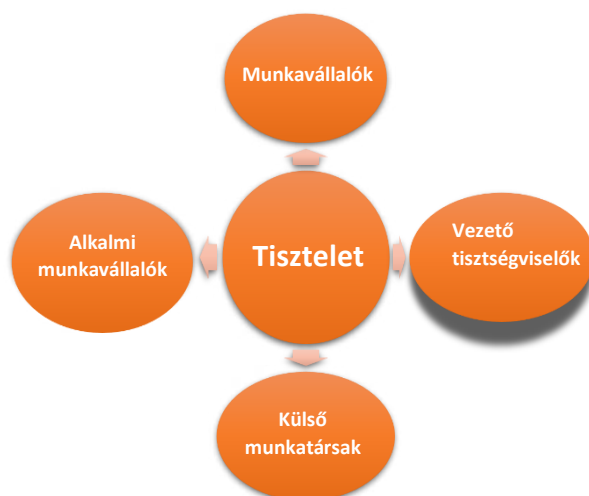 Munkavállalók
Alkalmi
munkavállalók
Tisztelet
Vezető
tisztségviselők
Külső
munkatársak